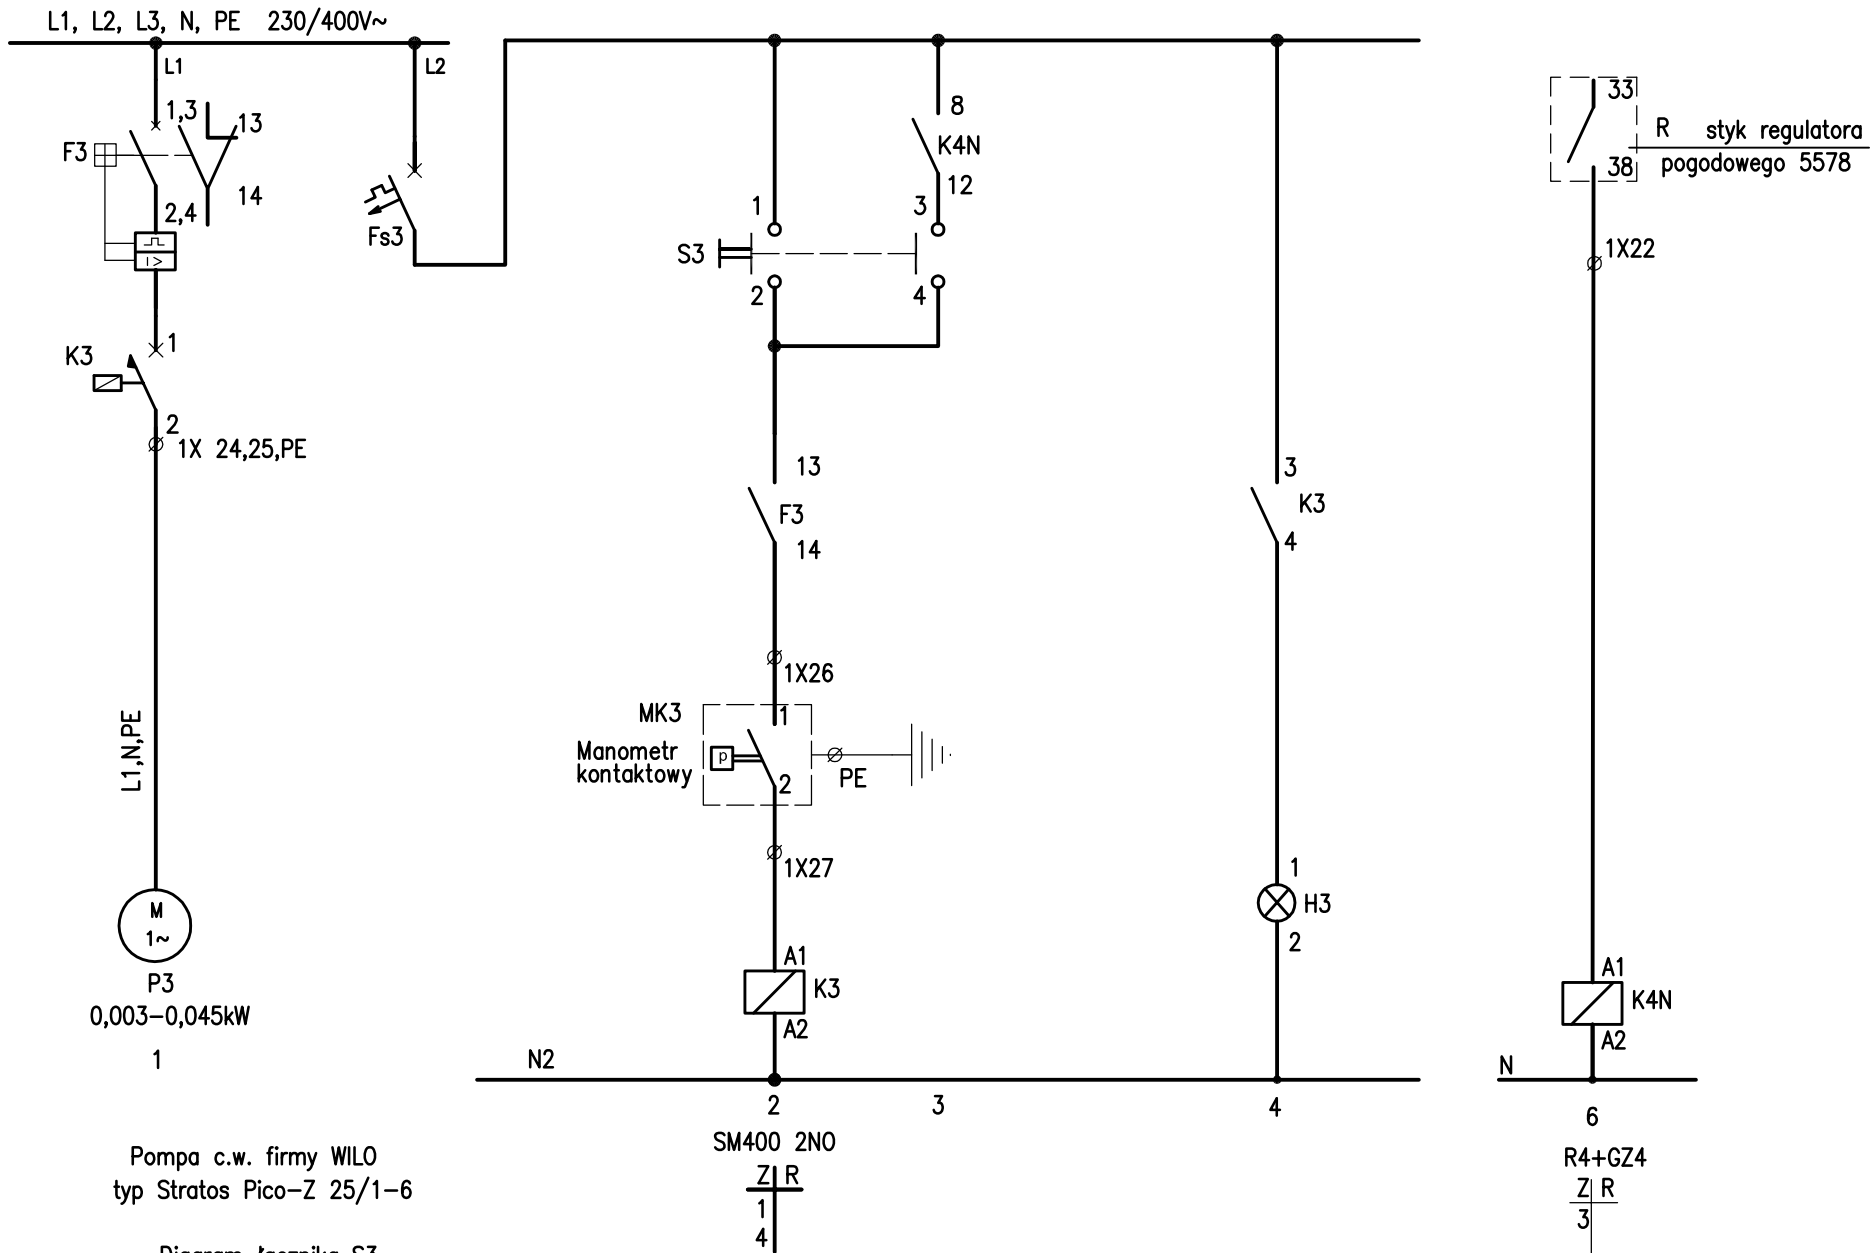 L1, L2, L3, N, PE 230/400V~
L1
L2
1,3
13
F3
14
2,4
I>
Fs3
K3
1
2
1X 24,25,PE
L1,N,PE
M
1~
P3
0,003-0,045kW
1
Pompa c.w. firmy WILO
typ Stratos Pico-Z 25/1-6
Diagram łącznika S3
8
K4N
12
1
3
S3
2
4
13
F3
14
1X26
MK3
1
Manometr
kontaktowy
p
2
PE
1X27
A1
K3
A2
N2
2
3
4
SM400 2NO
Z R
1
4
3
K3
4
1
H3
2
33
R styk regulatora
38
pogodowego 5578
1X22
A1
K4N
A2
N
6
R4+GZ4
Z R
3